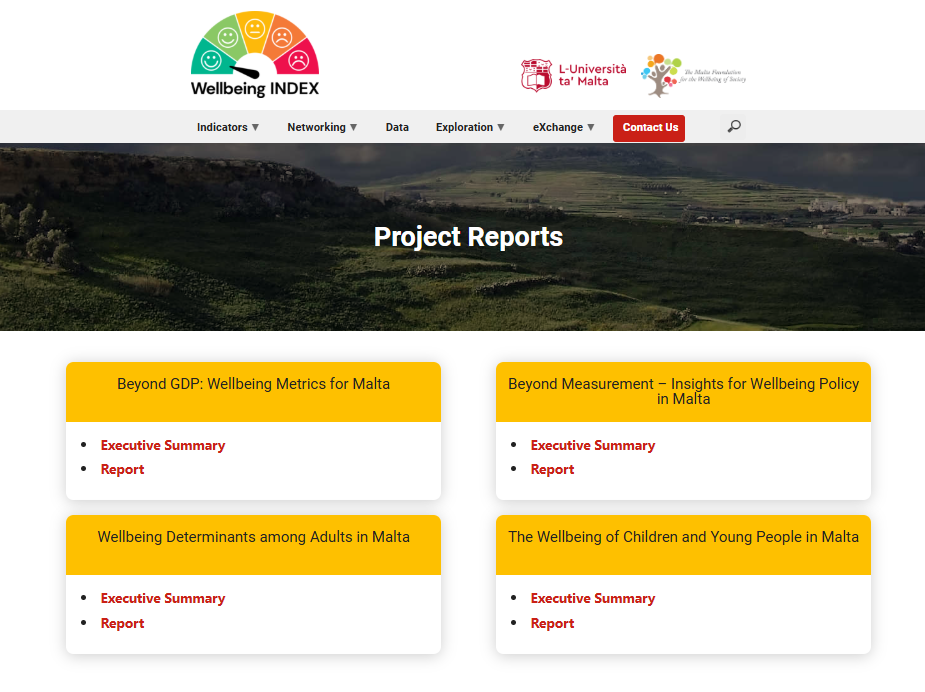 Wellbeing INDEX
L-Università
ta' Malta
The Malta Foundation
for the Wellbeing of Society
Indicators ▼ Networking ▼ Data Exploration ▼ eXchange ▼ Contact Us
Project Reports
Beyond GDP: Wellbeing Metrics for Malta
• Executive Summary
• Report
Beyond Measurement – Insights for Wellbeing Policy
in Malta
• Executive Summary
• Report
Wellbeing Determinants among Adults in Malta
• Executive Summary
• Report
The Wellbeing of Children and Young People in Malta
• Executive Summary
• Report